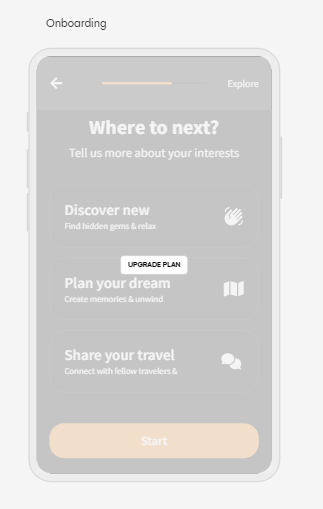 Onboarding
Explore
Where to next?
Tell us more about your interests
Discover new
Find hidden gems & relax
UPGRADE PLAN
Plan your dream
Create memories & unwind
Share your travel
Connect with fellow travelers &
Start